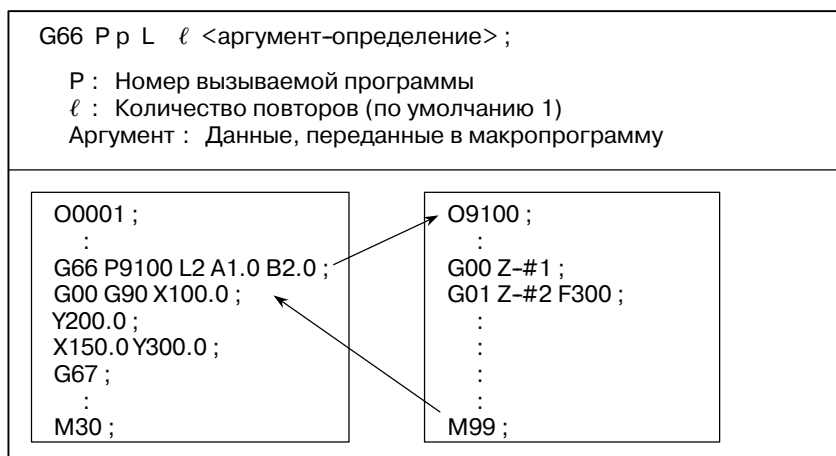 G66 P p L ℓ <аргумент-определение> ;
P : Номер вызываемой программы
ℓ : Количество повторов (по умолчанию 1)
Аргумент : Данные, переданные в макропрограмму
O0001 ;
:
G66 P9100 L2 A1.0 B2.0 ;
G00 G90 X100.0 ;
Y200.0 ;
X150.0 Y300.0 ;
G67 ;
:
M30 ;
O9100 ;
:
G00 Z-#1 ;
G01 Z-#2 F300 ;
:
:
:
:
M99 ;